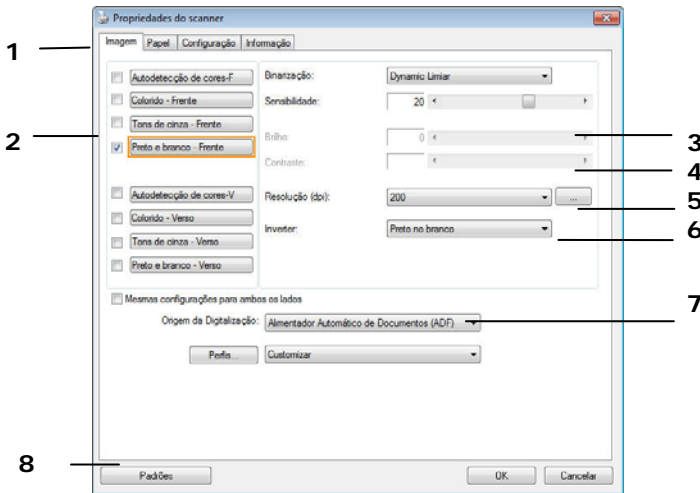 Propriedades do scanner
1
Imagem Papel Configuração Informação
Autodetecção de cores-F Binarização: Dynamic Limiar
Colorido - Frente Sensibilidade: 20
Tons de cinza - Frente
2 Preto e branco - Frente Brilho: 0 3
Contraste: 4
Autodetecção de cores-V Resolução (dpi): 200 ... 5
Colorido - Verso Inverter: Preto no branco 6
Tons de cinza - Verso
Preto e branco - Verso
Mesmas configurações para ambos os lados 7
Origem da Digitalização: Alimentador Automático de Documentos (ADF)
Perfis... Customizar
8
Padrões OK Cancelar